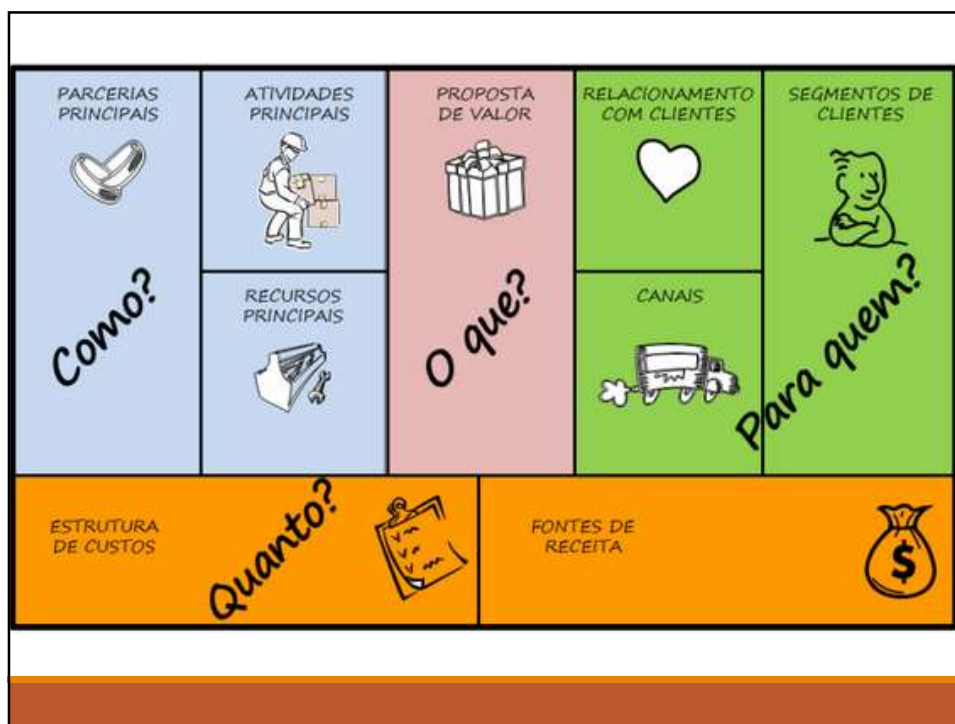 PARCERIAS
PRINCIPAIS
ATIVIDADES
PRINCIPAIS
PROPOSTA
DE VALOR
RELACIONAMENTO
COM CLIENTES
SEGMENTOS DE
CLIENTES
Como?
RECURSOS
PRINCIPAIS
O que?
CANAIS
Para quem?
ESTRUTURA
DE CUSTOS
Quanto?
FONTES DE
RECEITA
$